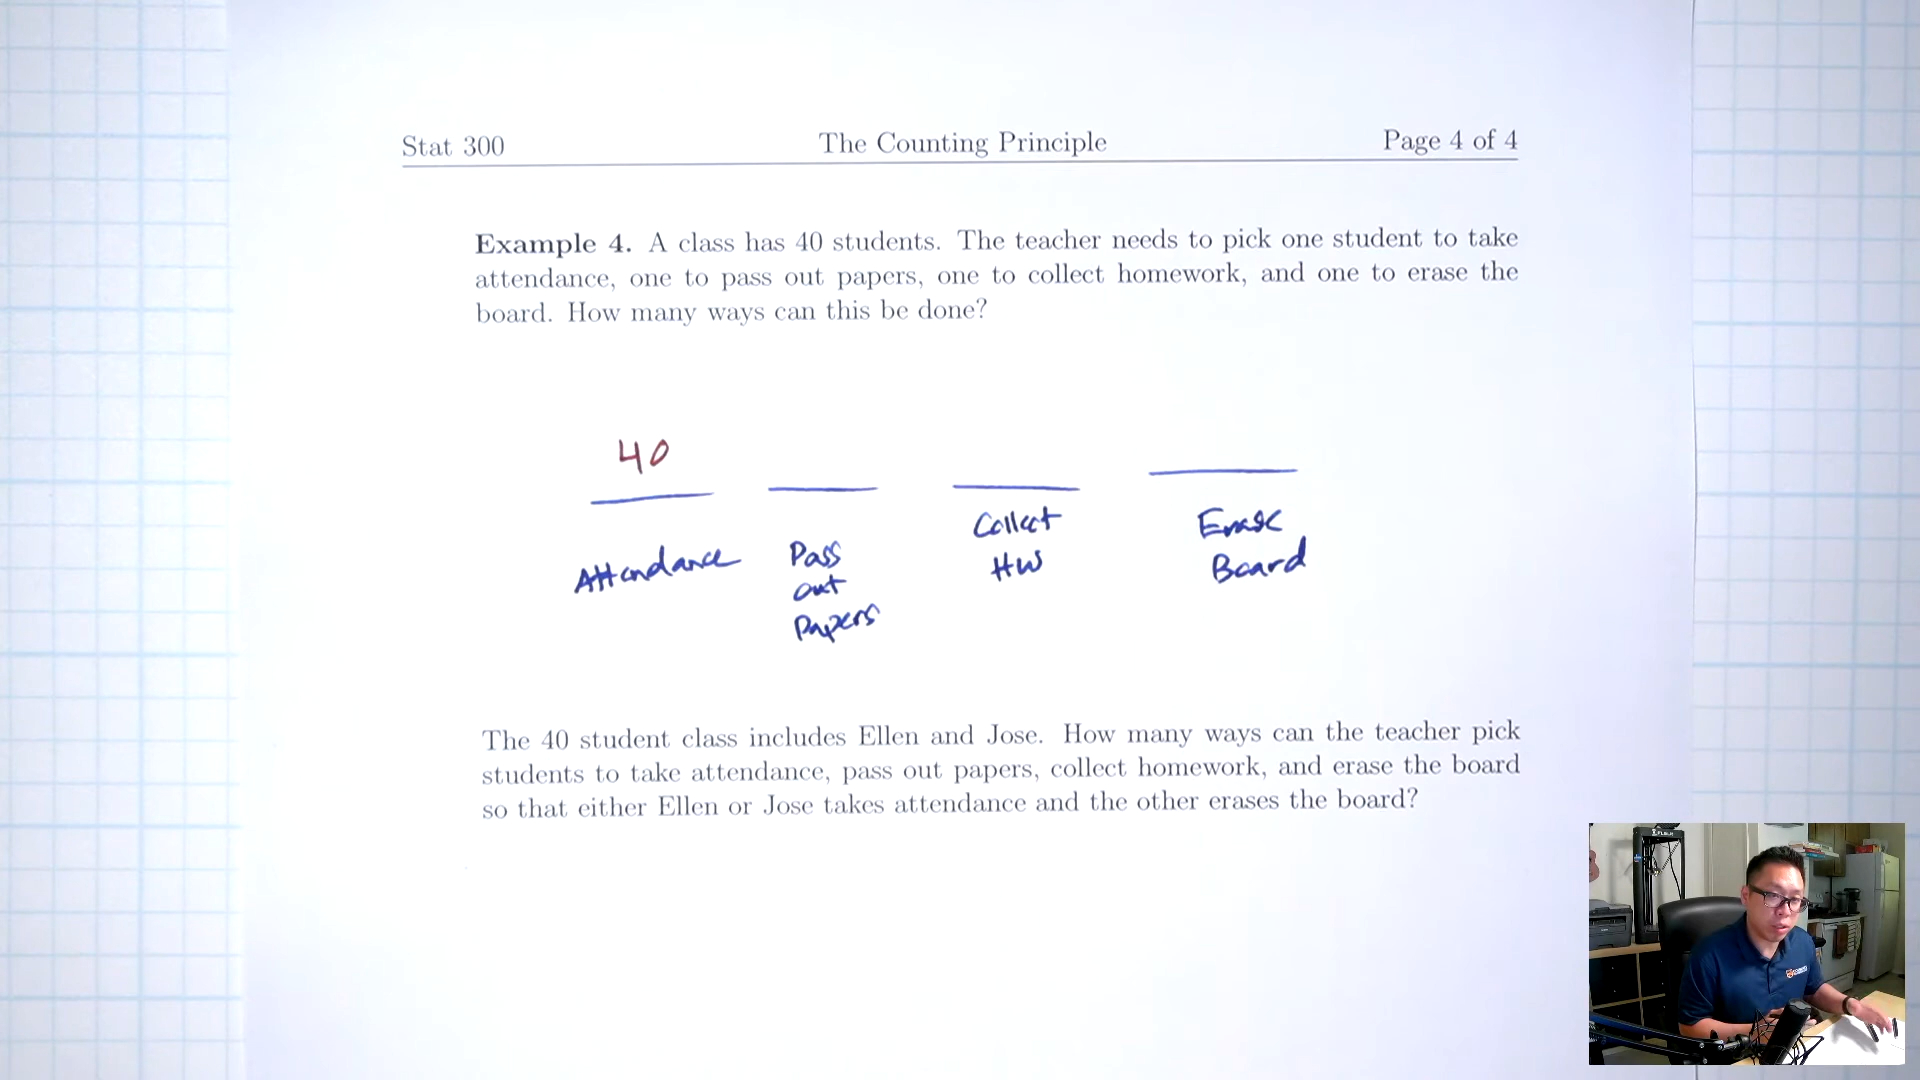 Stat 300 The Counting Principle Page 4 of 4
Example 4. A class has 40 students. The teacher needs to pick one student to take
attendance, one to pass out papers, one to collect homework, and one to erase the
board. How many ways can this be done?
40
Attendance
Pass
out
Papers
Collect
HW
Erase
Board
The 40 student class includes Ellen and Jose. How many ways can the teacher pick
students to take attendance, pass out papers, collect homework, and erase the board
so that either Ellen or Jose takes attendance and the other erases the board?